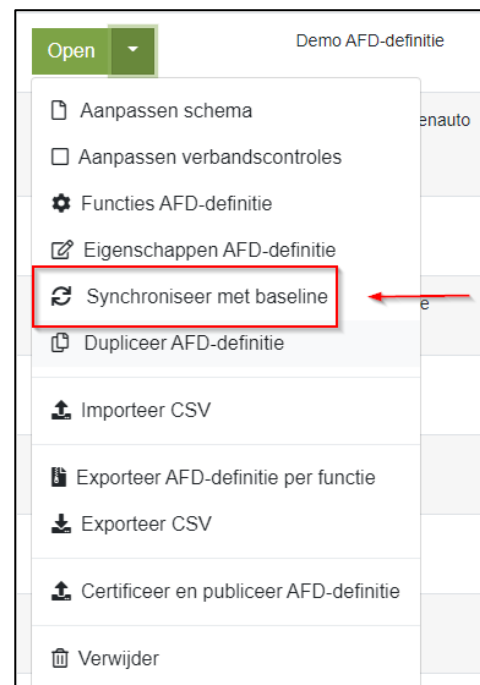 Open
Demo AFD-definitie
Aanpassen schema
enauto
Aanpassen verbandscontroles
Functies AFD-definitie
Eigenschappen AFD-definitie
Synchroniseer met baseline
e
Dupliceer AFD-definitie
Importeer CSV
Exporteer AFD-definitie per functie
Exporteer CSV
Certificeer en publiceer AFD-definitie
Verwijder